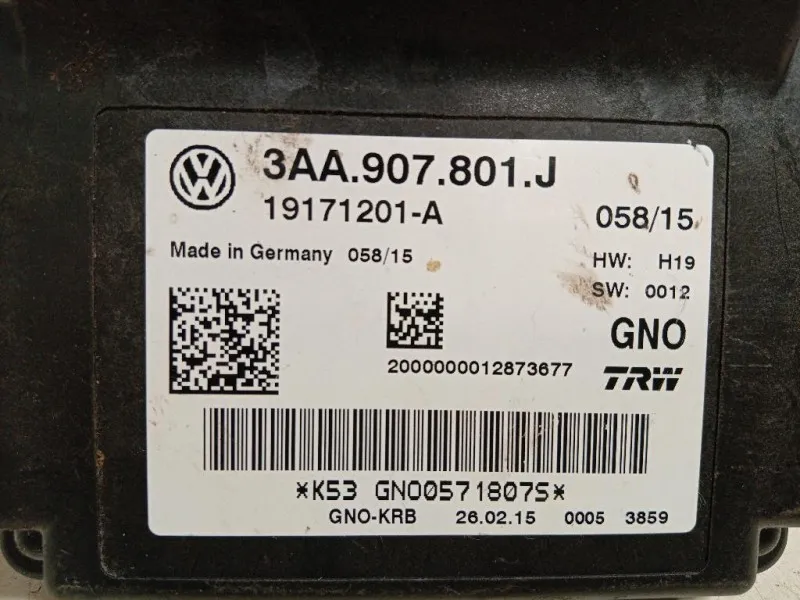 3AA.907.801.J
19171201-A 058/15
Made in Germany 058/15 HW: H19
SW: 0012
GNO
2000000012873677 TRW
*K53 GNO0571807S*
GNO-KRB 26.02.15 0005 3859